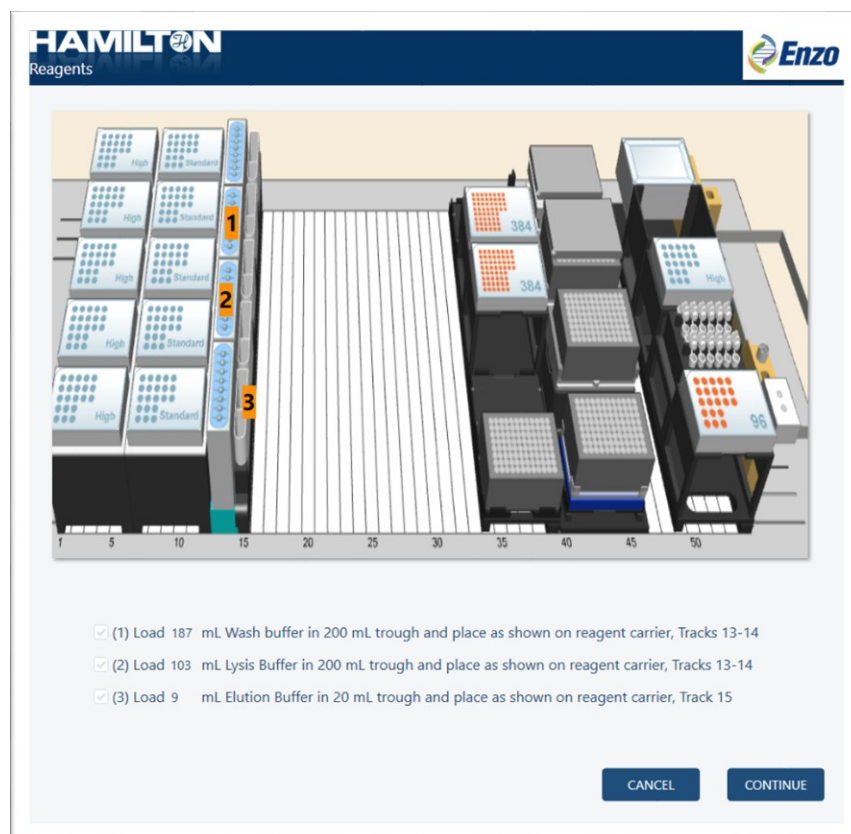 HAMILTON
Reagents
Enzo
High Standard
1
High Standard
384
2
High Standard
384
High
High Standard
3
High Standard
96
1 5 10 15 20 25 30 35 40 45 50
(1) Load 187 mL Wash buffer in 200 mL trough and place as shown on reagent carrier, Tracks 13-14
(2) Load 103 mL Lysis Buffer in 200 mL trough and place as shown on reagent carrier, Tracks 13-14
(3) Load 9 mL Elution Buffer in 20 mL trough and place as shown on reagent carrier, Track 15
CANCEL CONTINUE